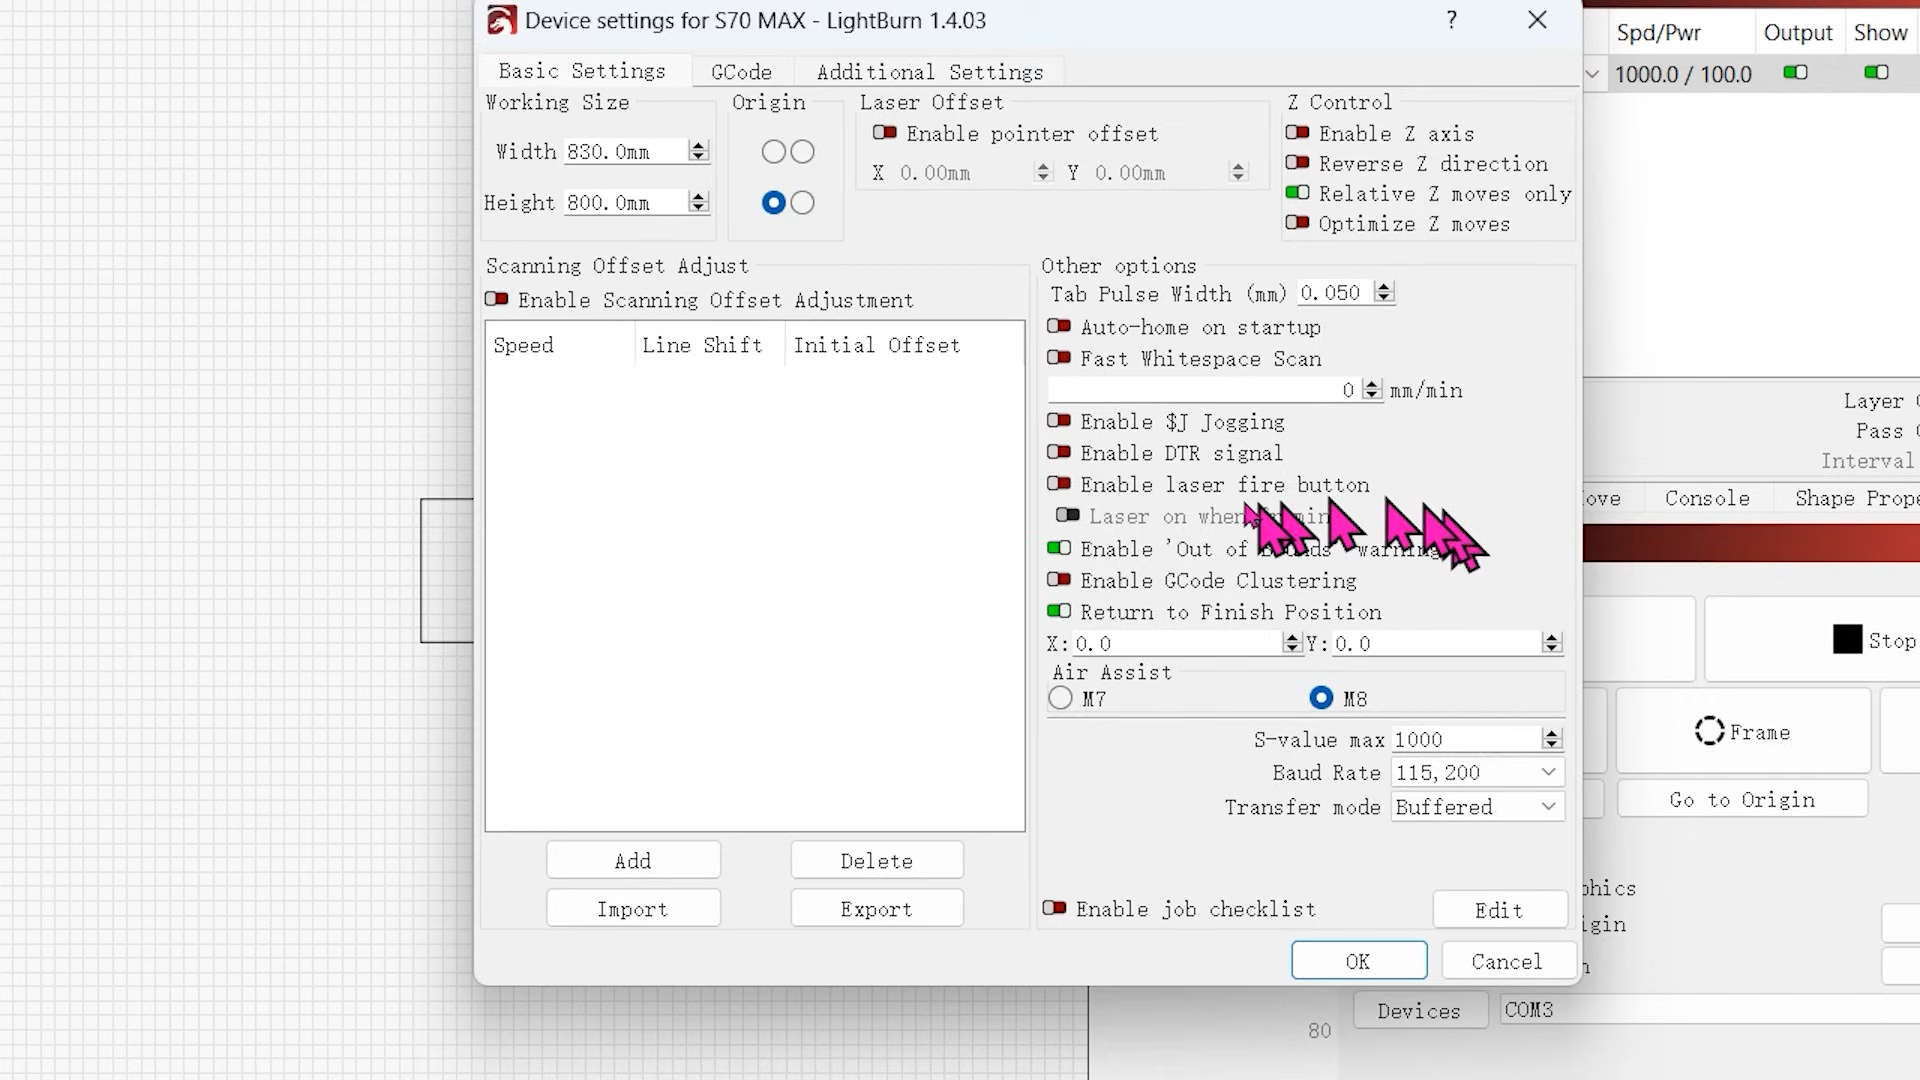 Device settings for S70 MAX - LightBurn 1.4.03
?
Basic Settings
GCode
Additional Settings
Working Size
Width 830.0mm
Height 800.0mm
Origin
Laser Offset
Enable pointer offset
X 0.00mm
Y 0.00mm
Z Control
Enable Z axis
Reverse Z direction
Relative Z moves only
Optimize Z moves
Scanning Offset Adjust
Enable Scanning Offset Adjustment
Speed
Line Shift
Initial Offset
Add
Delete
Import
Export
Other options
Tab Pulse Width (mm) 0.050
Auto-home on startup
Fast Whitespace Scan
0 mm/min
Enable $J Jogging
Enable DTR signal
Enable laser fire button
Laser on when
Enable 'Out of warning
Enable GCode Clustering
Return to Finish Position
X: 0.0
Y: 0.0
Air Assist
M7
M8
S-value max 1000
Baud Rate 115,200
Transfer mode Buffered
Enable job checklist
Edit
OK
Cancel
Spd/Pwr
Output
Show
1000.0 / 100.0
Layer
Pass
Interval
ove
Console
Shape Prope
Stop
Frame
Go to Origin
phics
igin
n
Devices
COM3
80